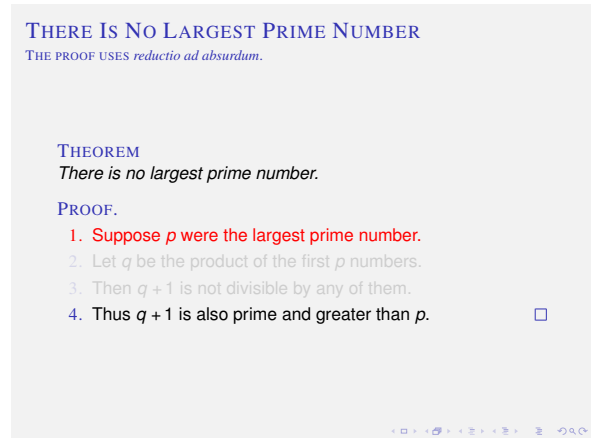 THERE IS NO LARGEST PRIME NUMBER
THE PROOF USES reductio ad absurdum.
THEOREM
There is no largest prime number.
PROOF.
1. Suppose p were the largest prime number.
2. Let q be the product of the first p numbers.
3. Then q + 1 is not divisible by any of them.
4. Thus q + 1 is also prime and greater than p.